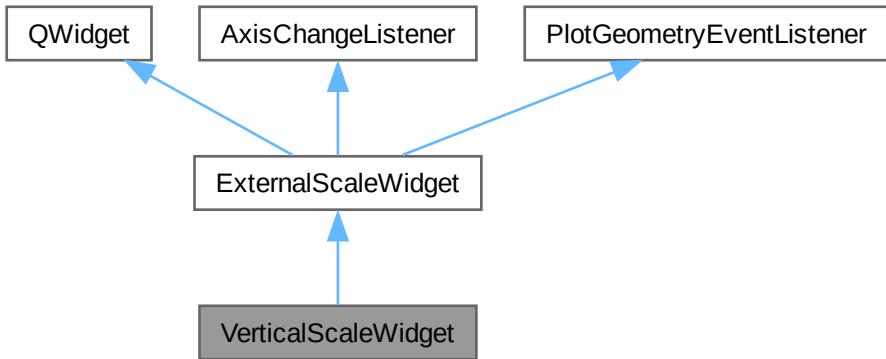 QWidget
AxisChangeListener
PlotGeometryEventListener
ExternalScaleWidget
VerticalScaleWidget